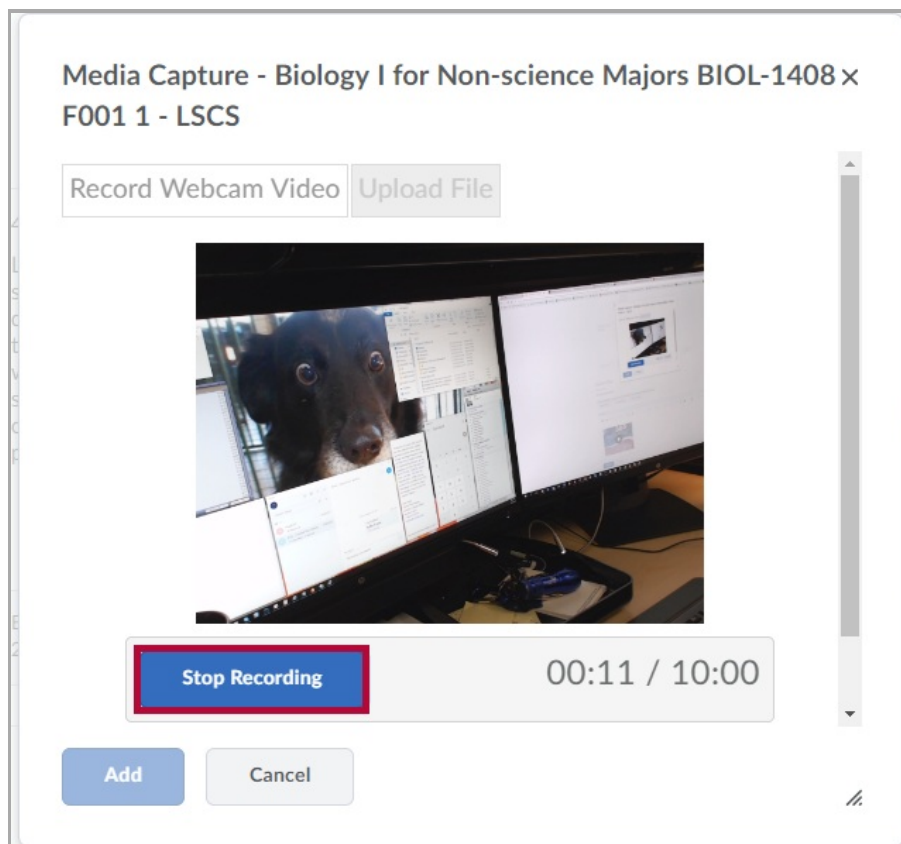 Media Capture - Biology I for Non-science Majors BIOL-1408 ×
F001 1 - LSCS
Record Webcam Video
Upload File
Stop Recording
00:11 / 10:00
Add
Cancel